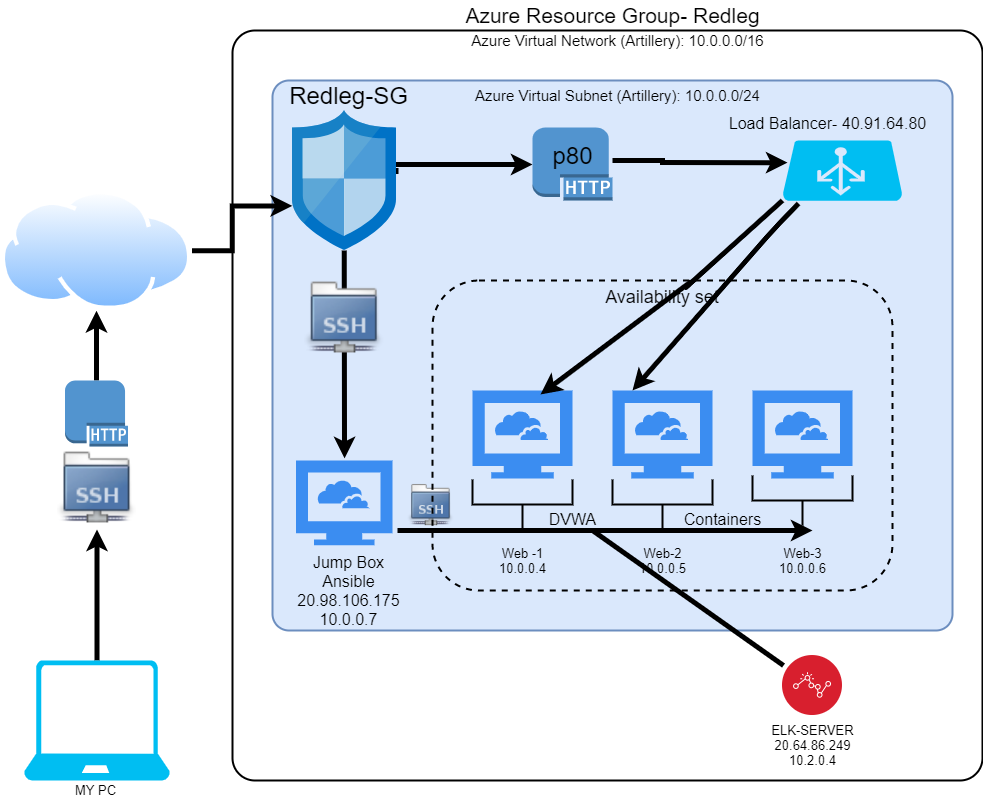 Azure Resource Group- Redleg
Azure Virtual Network (Artillery): 10.0.0.0/16
Redleg-SG
Azure Virtual Subnet (Artillery): 10.0.0.0/24
Load Balancer- 40.91.64.80
p80
HTTP
SSH
Availability set
HTTP
SSH
SSH
DVWA
Containers
Web -1
10.0.0.4
Web-2
10.0.0.5
Web-3
10.0.0.6
Jump Box
Ansible
20.98.106.175
10.0.0.7
ELK-SERVER
20.64.86.249
10.2.0.4
MY PC